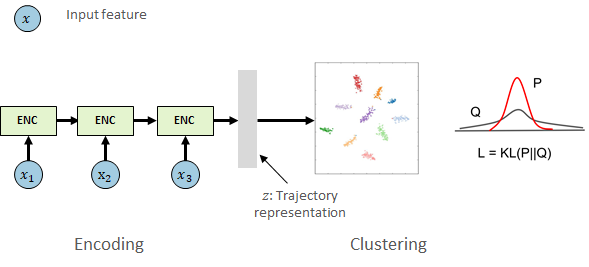 x Input feature
P
Q
ENC ENC ENC
L = KL(P||Q)
x₁ x₂ x₃
z: Trajectory
representation
Encoding Clustering